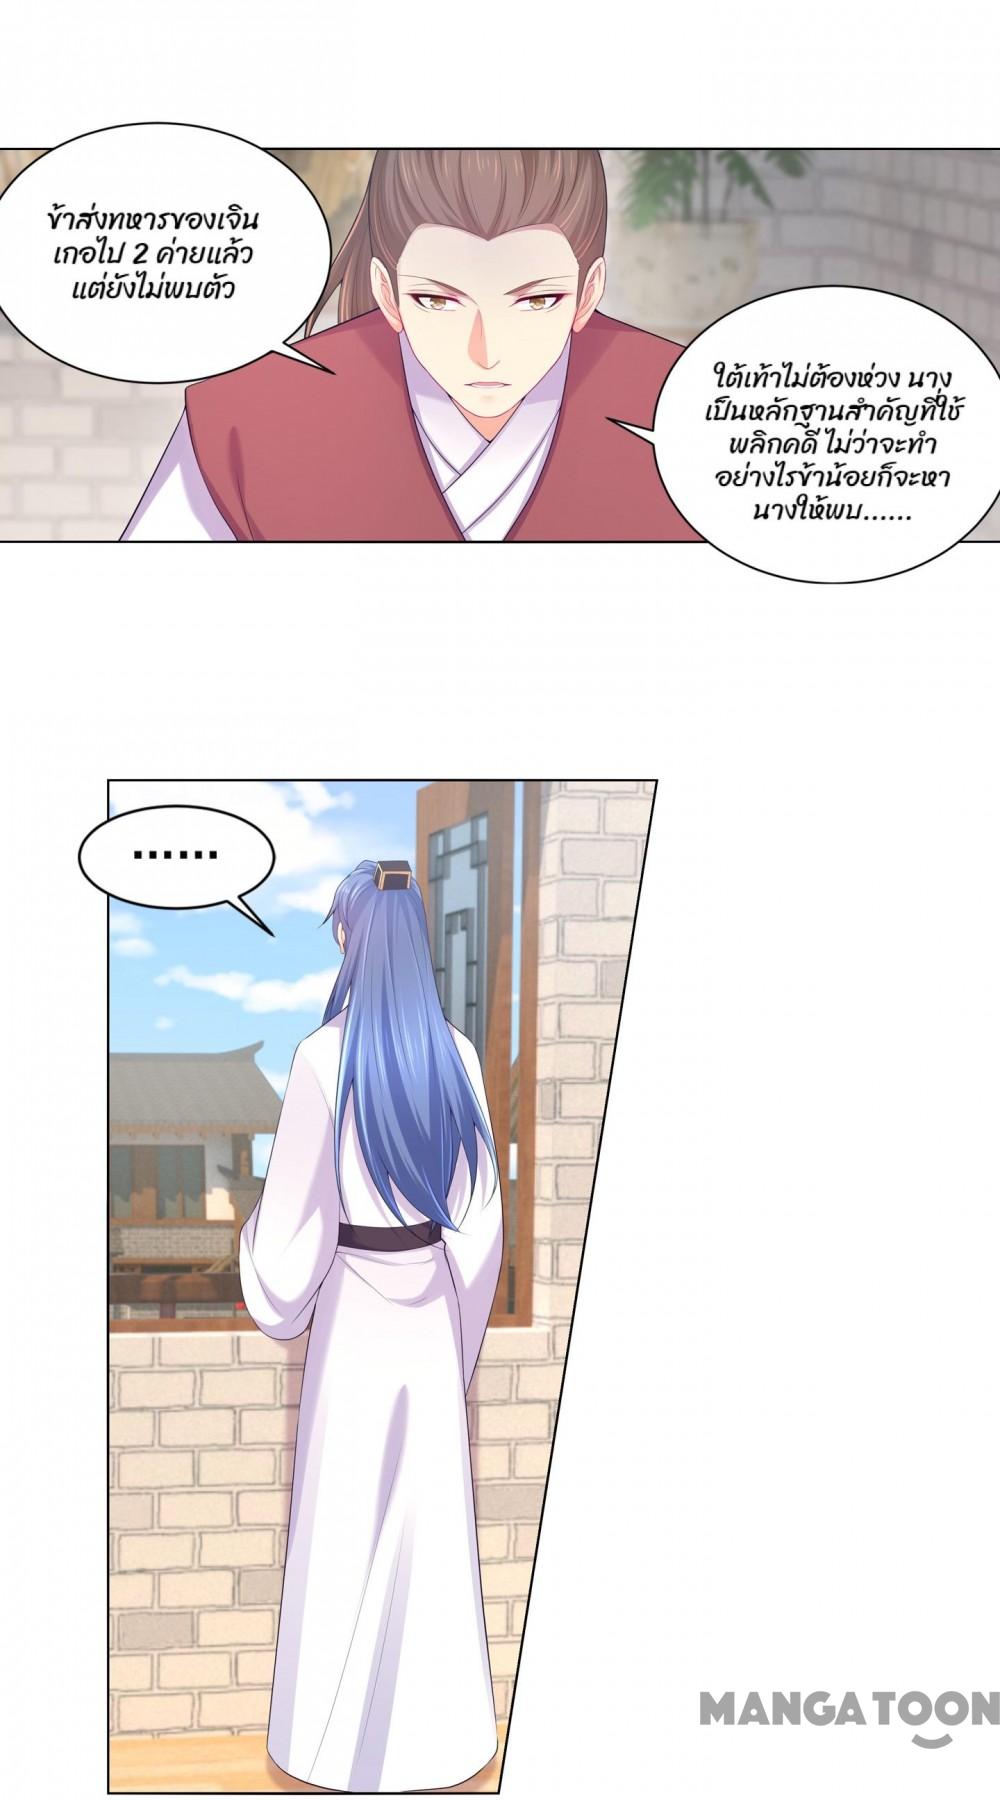 ข้าส่งทหารของเจิน
เกอไป 2 ค่ายแล้ว
แต่ยังไม่พบตัว
ใต้เท้าไม่ต้องห่วง นาง
เป็นหลักฐานสำคัญที่ใช้
พลิกคดี ไม่ว่าจะทำ
อย่างไรข้าน้อยก็จะหา
นางให้พบ......
......
MANGATOON